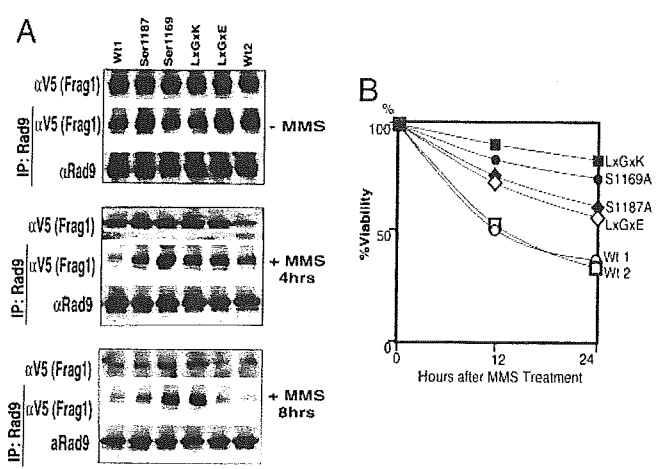 A
Wt1
Ser1187
Ser1169
LxGxK
LxGxE
Wt2
αV5 (Frag1)
IP: Rad9
αV5 (Frag1)
αRad9
- MMS
αV5 (Frag1)
IP: Rad9
αV5 (Frag1)
αRad9
+ MMS
4hrs
αV5 (Frag1)
IP: Rad9
αV5 (Frag1)
aRad9
+ MMS
8hrs
B
%
100
50
0
%Viability
LxGxK
S1169A
S1187A
LxGxE
Wt 1
Wt 2
0
12
24
Hours after MMS Treatment